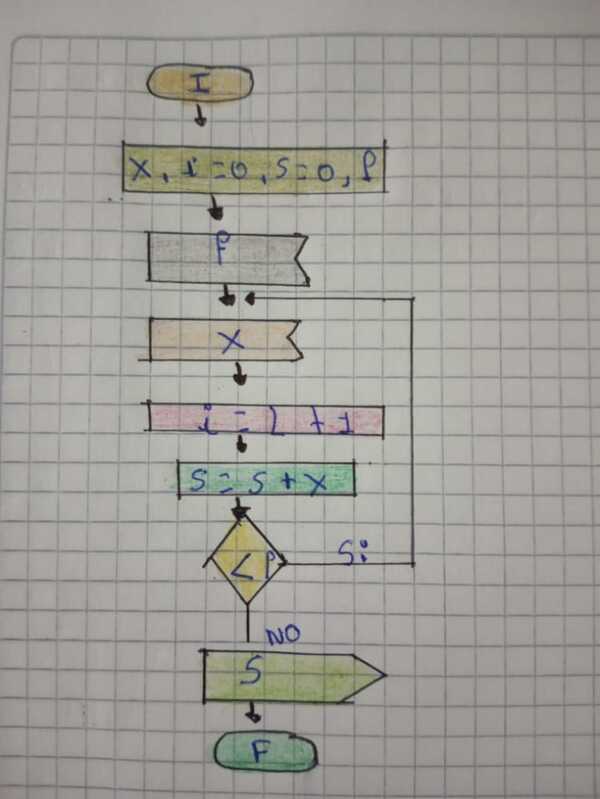 I
X, i=0, S=0, P
P
X
i = i + 1
S = S + X
< P
Si
NO
S
F